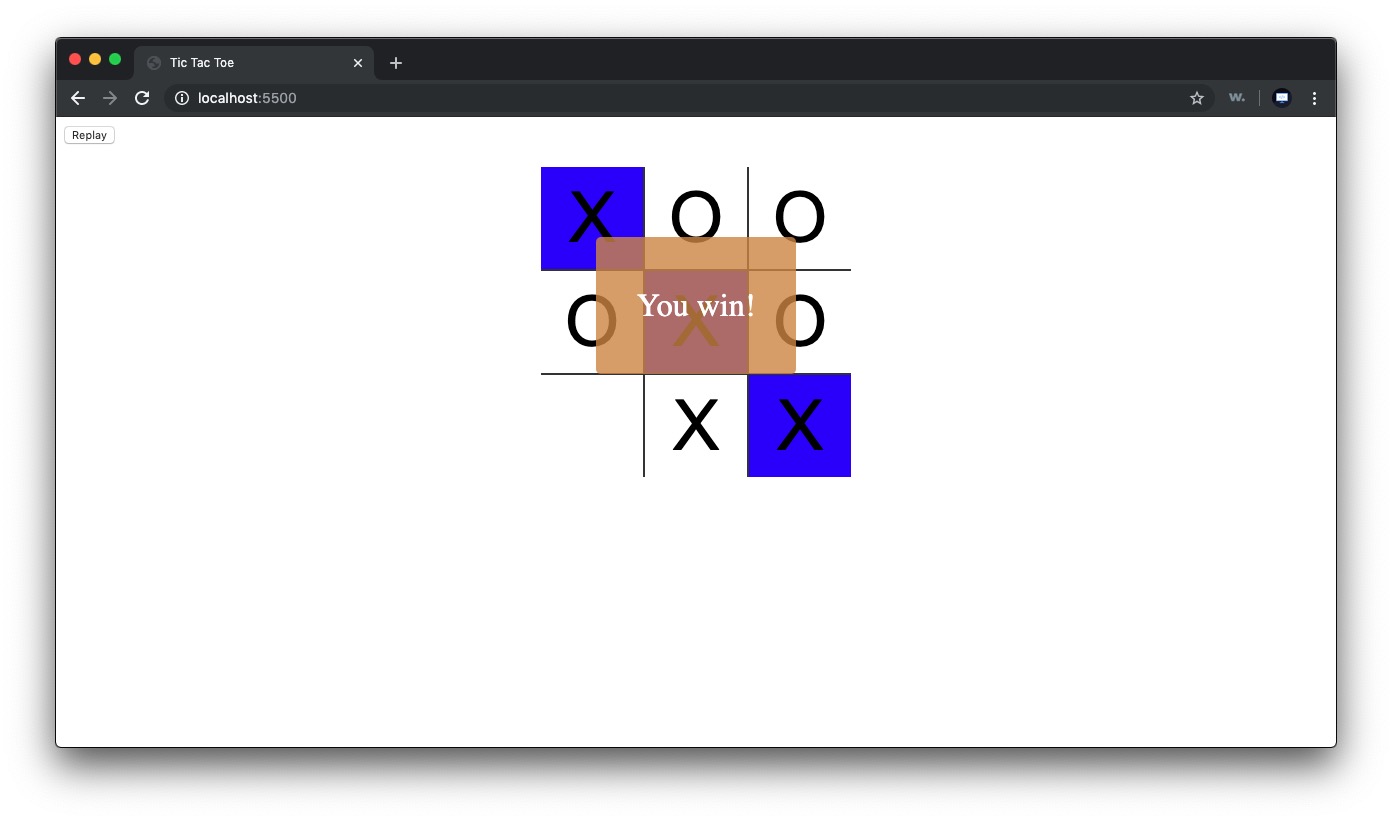 Tic Tac Toe
localhost:5500
W.
Replay
X O O
O X O
You win!
X X